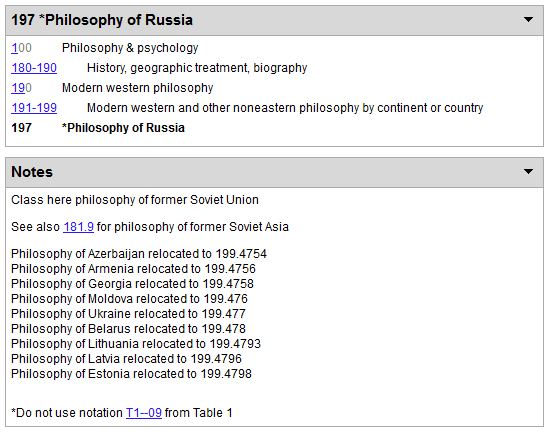 197 *Philosophy of Russia
100 Philosophy & psychology
180-190 History, geographic treatment, biography
190 Modern western philosophy
191-199 Modern western and other noneastern philosophy by continent or country
197 *Philosophy of Russia
Notes
Class here philosophy of former Soviet Union
See also 181.9 for philosophy of former Soviet Asia
Philosophy of Azerbaijan relocated to 199.4754
Philosophy of Armenia relocated to 199.4756
Philosophy of Georgia relocated to 199.4758
Philosophy of Moldova relocated to 199.476
Philosophy of Ukraine relocated to 199.477
Philosophy of Belarus relocated to 199.478
Philosophy of Lithuania relocated to 199.4793
Philosophy of Latvia relocated to 199.4796
Philosophy of Estonia relocated to 199.4798
*Do not use notation T1--09 from Table 1